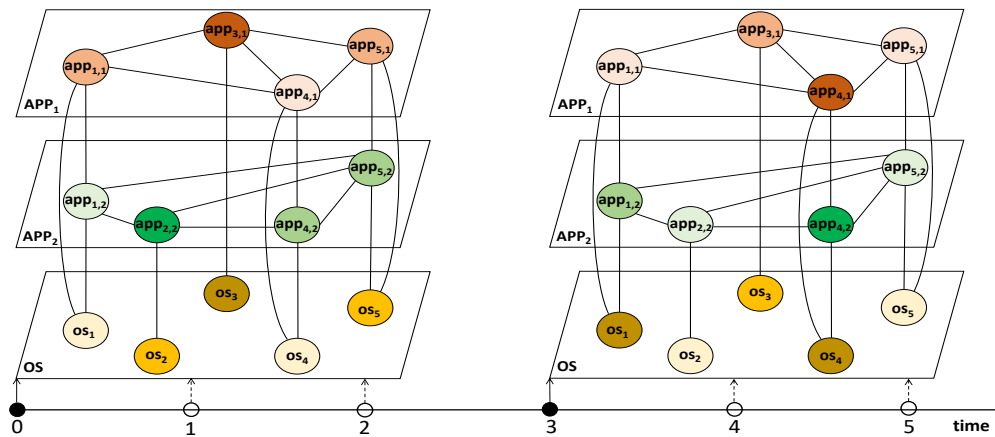 app3,1
app5,1
app1,1
app4,1
APP1
app5,2
app1,2
app2,2
app4,2
APP2
os3
os5
os1
os2
os4
OS
app3,1
app5,1
app1,1
app4,1
APP1
app5,2
app1,2
app2,2
app4,2
APP2
os3
os5
os1
os2
os4
OS
0 1 2 3 4 5 time